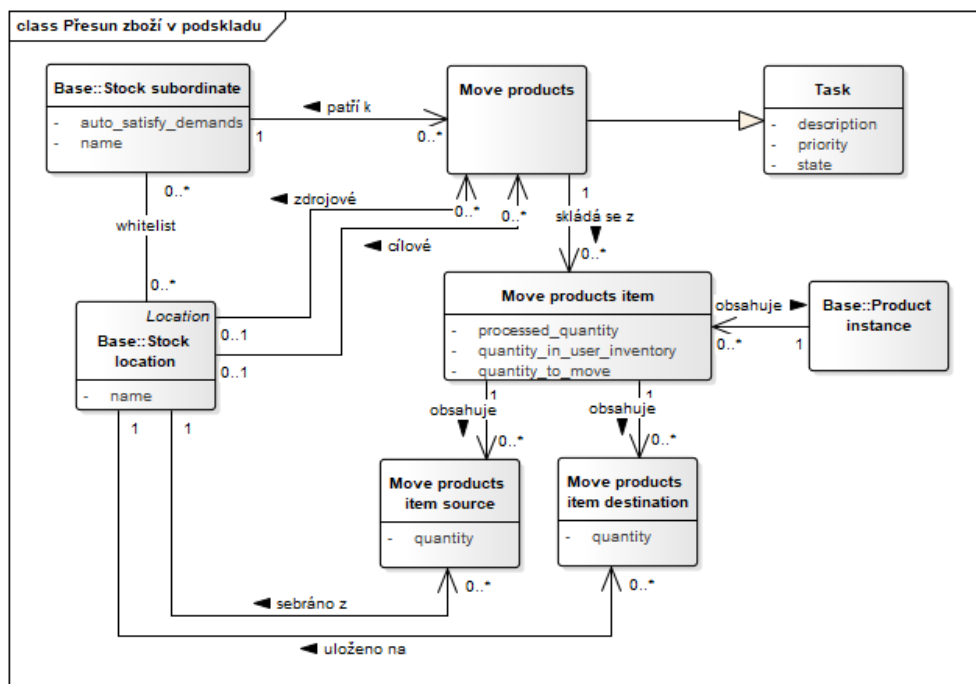 class Přesun zboží v podskladu
Base::Stock subordinate
- auto_satisfy_demands
- name
patří k
1
0..*
Move products
Task
- description
- priority
- state
0..*
whitelist
0..*
zdrojové
0..*
0..*
cílové
1
skládá se z
0..*
Location
Base::Stock
location
- name
0..1
0..1
Move products item
- processed_quantity
- quantity_in_user_inventory
- quantity_to_move
obsahuje
0..*
1
Base::Product
instance
1
1
1
obsahuje
0..*
1
obsahuje
0..*
Move products
item source
- quantity
Move products
item destination
- quantity
0..*
0..*
sebráno z
uloženo na